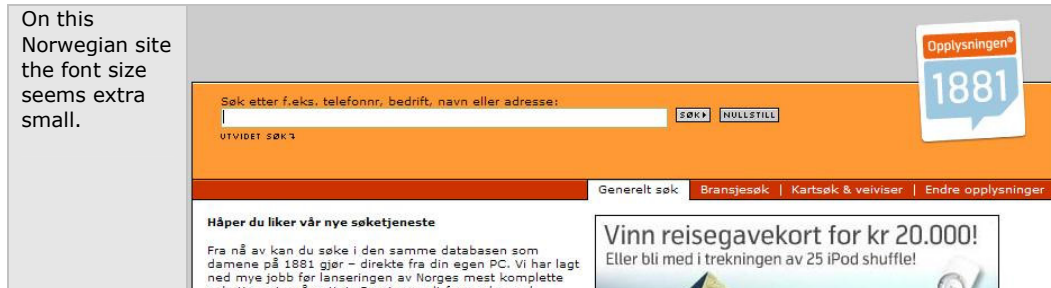 On this
Norwegian site
the font size
seems extra
small.
Opplysningen®
1881
Søk etter f.eks. telefonnr, bedrift, navn eller adresse:
SØK
NULLSTILL
UTVIDET SØK
Generelt søk
Bransjesøk | Kartsøk & veiviser | Endre opplysninger
Håper du liker vår nye søketjeneste
Fra nå av kan du søke i den samme databasen som
damene på 1881 gjør – direkte fra din egen PC. Vi har lagt
ned mye jobb før lanseringen av Norges mest komplette
Vinn reisegavekort for kr 20.000!
Eller bli med i trekningen av 25 iPod shuffle!